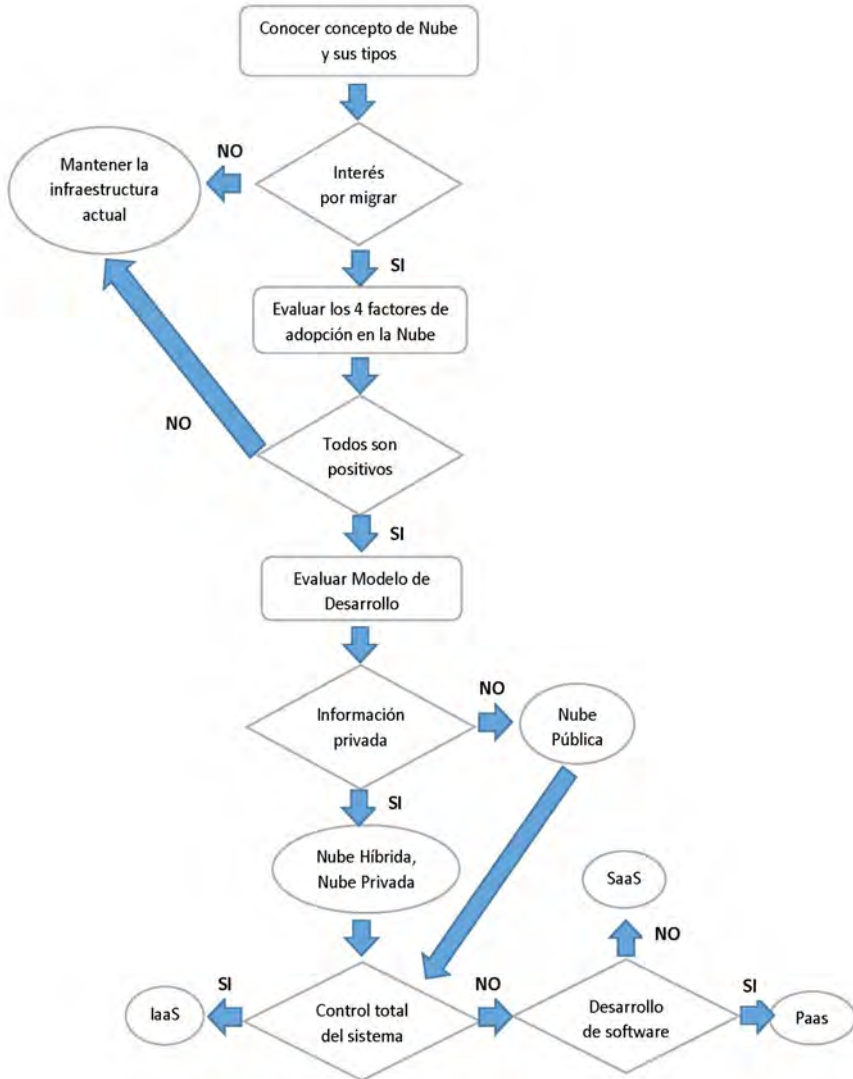 Conocer concepto de Nube
y sus tipos
NO
Mantener la
infraestructura
actual
Interés
por migrar
SI
Evaluar los 4 factores de
adopción en la Nube
NO
Todos son
positivos
SI
Evaluar Modelo de
Desarrollo
NO
Información
privada
Nube
Pública
SI
Nube Híbrida,
Nube Privada
SaaS
NO
SI
NO
SI
IaaS
Control total
del sistema
Desarrollo
de software
Paas